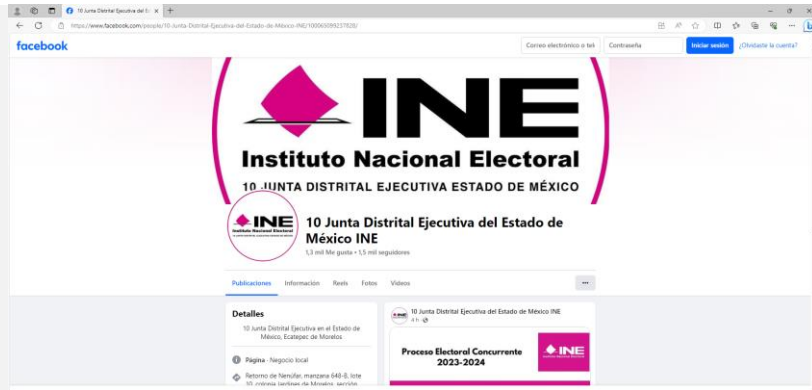 10 Junta Distrital Ejecutiva del Es
https://www.facebook.com/people/10-Junta-Distrital-Ejecutiva-del-Estado-de-México-INE/100065099237828/
facebook
Correo electrónico o tel
Contraseña
Iniciar sesión
¿Olvidaste la cuenta?
INE
Instituto Nacional Electoral
10 JUNTA DISTRITAL EJECUTIVA ESTADO DE MÉXICO
INE
Instituto Nacional Electoral
10 Junta Distrital Ejecutiva del Estado de
México INE
1,3 mil Me gusta • 1,5 mil seguidores
Publicaciones Información Reels Fotos Videos
Detalles
10 Junta Distrital Ejecutiva en el Estado de
México, Ecatepec de Morelos
Página · Negocio local
Retorno de Nenúfar, manzana 648-B, lote
10, colonia Jardines de Morelos, sección
INE
10 Junta Distrital Ejecutiva del Estado de México INE
4 h
Proceso Electoral Concurrente
2023-2024
INE